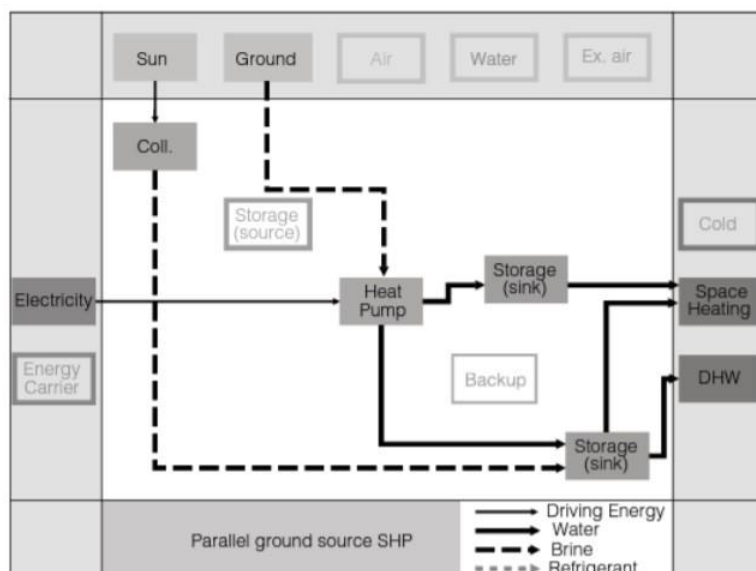 Sun
Ground
Air
Water
Ex. air
Coll.
Storage
(source)
Cold
Electricity
Heat
Pump
Storage
(sink)
Space
Heating
Energy
Carrier
Backup
DHW
Storage
(sink)
Parallel ground source SHP
Driving Energy
Water
Brine
Refrigerant